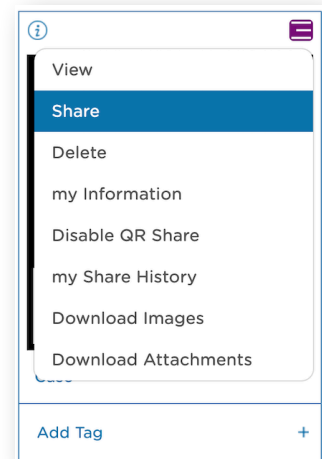 View
Share
Delete
my Information
Disable QR Share
my Share History
Download Images
Download Attachments
Add Tag +